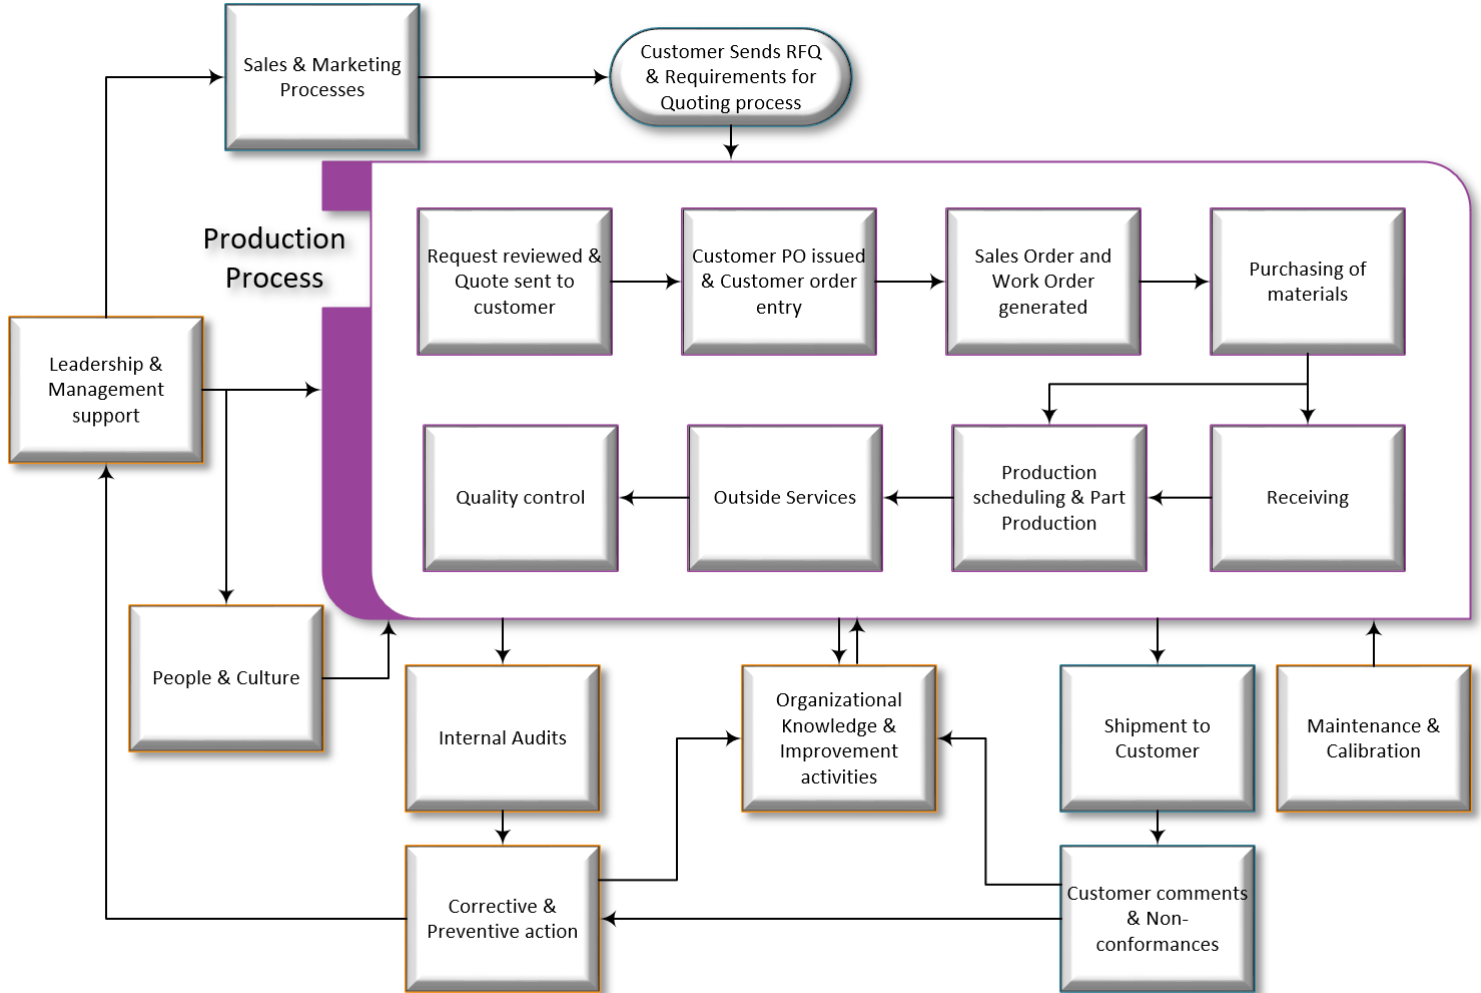 Sales & Marketing
Processes
Customer Sends RFQ
& Requirements for
Quoting process
Production
Process
Request reviewed &
Quote sent to
customer
Customer PO issued
& Customer order
entry
Sales Order and
Work Order
generated
Purchasing of
materials
Leadership &
Management
support
Quality control
Outside Services
Production
scheduling & Part
Production
Receiving
People & Culture
Internal Audits
Organizational
Knowledge &
Improvement
activities
Shipment to
Customer
Maintenance &
Calibration
Corrective &
Preventive action
Customer comments
& Non-
conformances